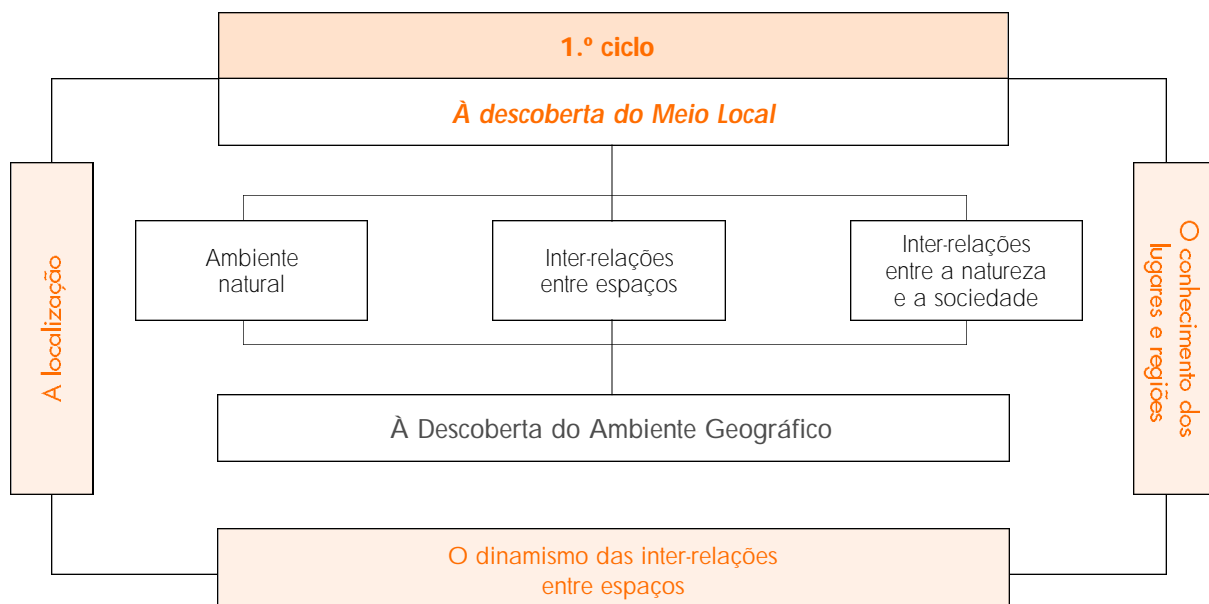 1.º ciclo
À descoberta do Meio Local
A localização
Ambiente
natural
Inter-relações
entre espaços
Inter-relações
entre a natureza
e a sociedade
O conhecimento dos
lugares e regiões
À Descoberta do Ambiente Geográfico
O dinamismo das inter-relações
entre espaços